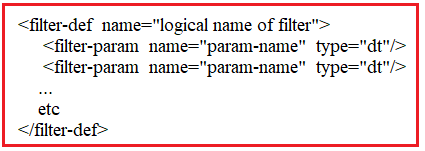 <filter-def name="logical name of filter">
<filter-param name="param-name" type="dt"/>
<filter-param name="param-name" type="dt"/>
...
etc
</filter-def>